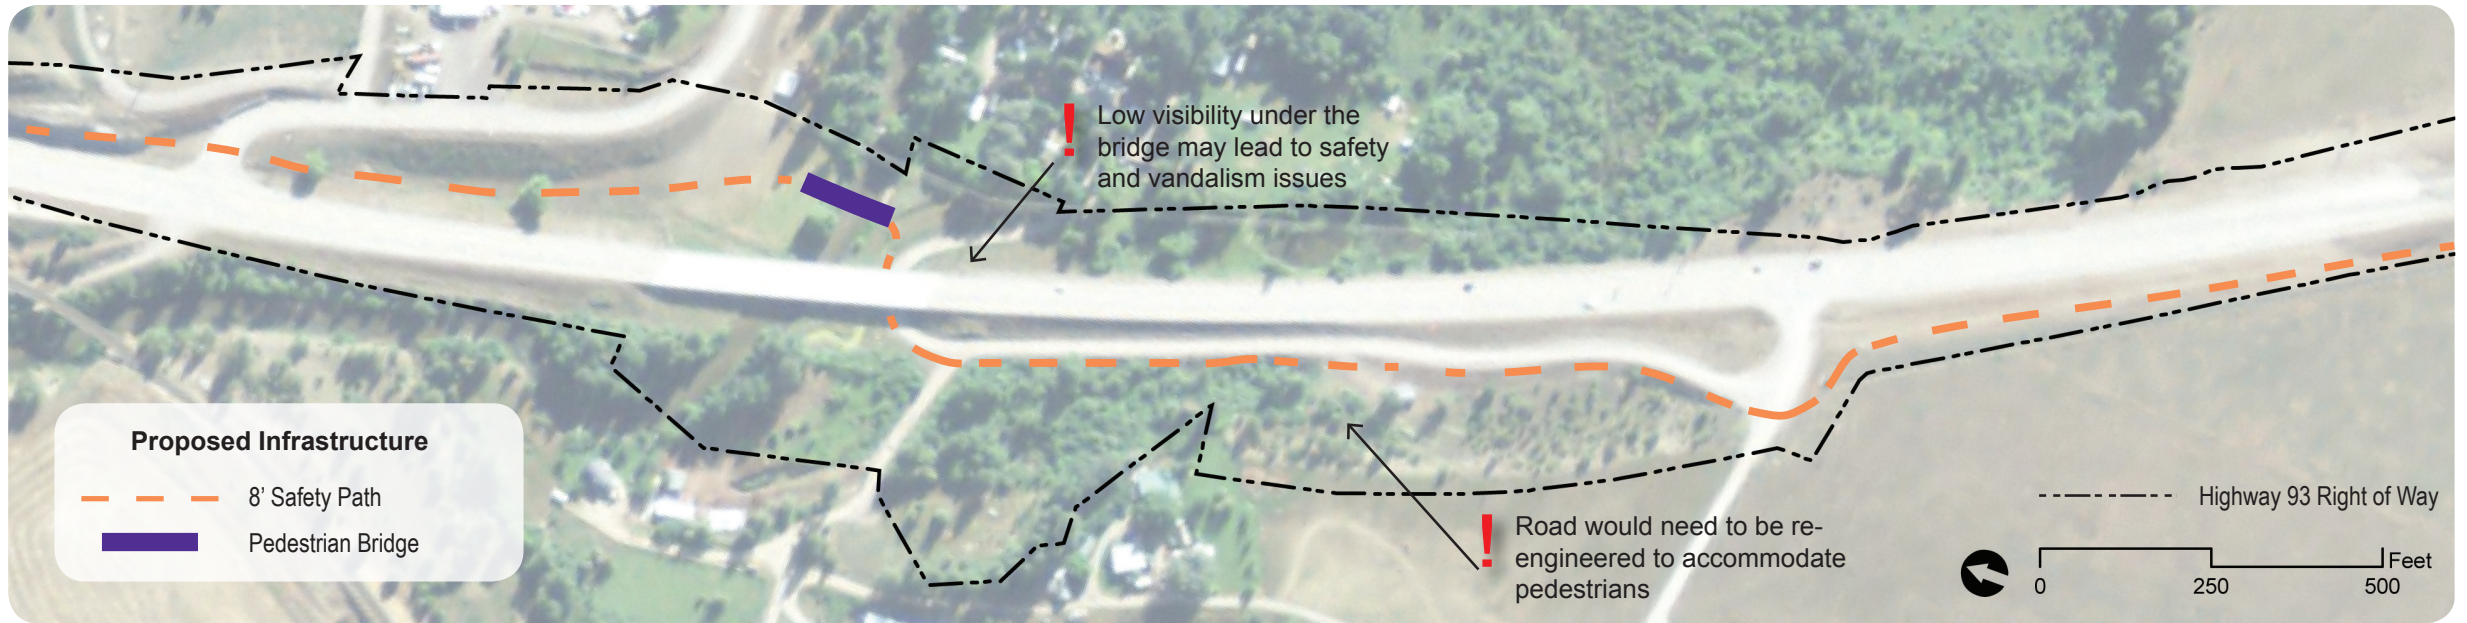 Low visibility under the
bridge may lead to safety
and vandalism issues
Proposed Infrastructure
8’ Safety Path
Pedestrian Bridge
Road would need to be re-
engineered to accommodate
pedestrians
Highway 93 Right of Way
Feet
0 250 500